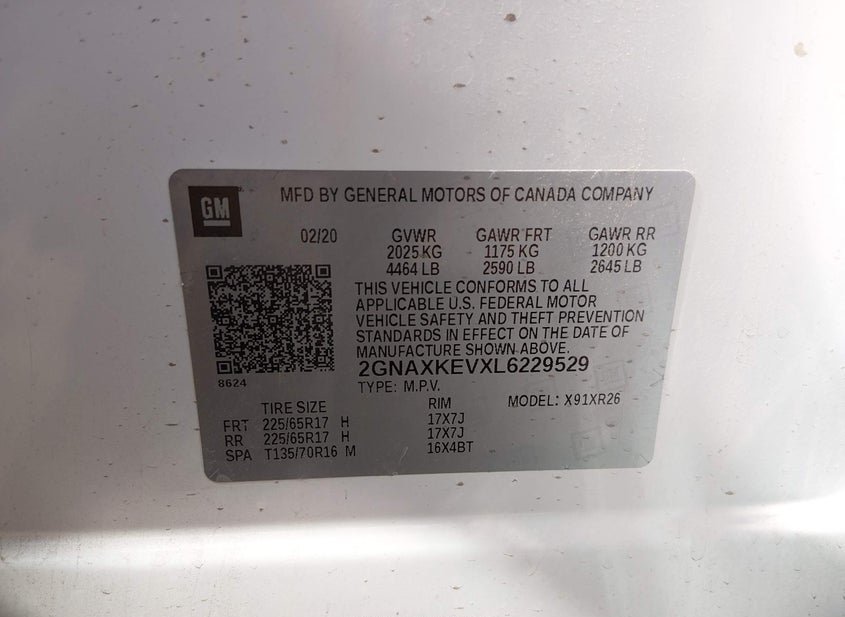 GM
MFD BY GENERAL MOTORS OF CANADA COMPANY
02/20 GVWR GAWR FRT GAWR RR
2025 KG 1175 KG 1200 KG
4464 LB 2590 LB 2645 LB
THIS VEHICLE CONFORMS TO ALL
APPLICABLE U.S. FEDERAL MOTOR
VEHICLE SAFETY AND THEFT PREVENTION
STANDARDS IN EFFECT ON THE DATE OF
MANUFACTURE SHOWN ABOVE.
2GNAXKEVXL6229529
8624
TYPE: M.P.V.
TIRE SIZE RIM MODEL: X91XR26
FRT 225/65R17 H 17X7J
RR 225/65R17 H 17X7J
SPA T135/70R16 M 16X4BT